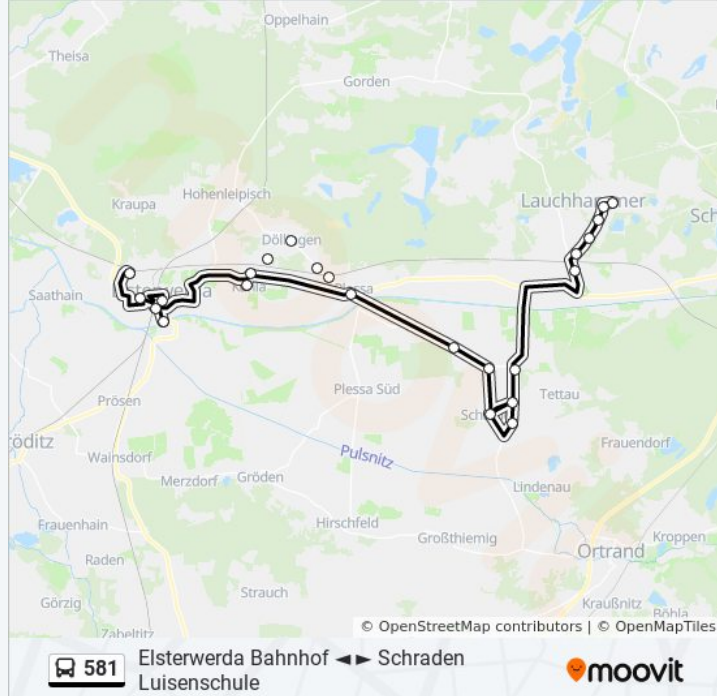 Oppelhain
Theisa
Gorden
Hohenleipisch
Kraupa
Lauchhammer
Döllingen
Saathain
Elsterwerda
Plessa
Plessa Süd
Tettau
Prösen
Frauendorf
Wainsdorf
Pulsnitz
Merzdorf
Gröden
Lindenau
Hirschfeld
Frauenhain
Großthiemig
Kroppen
Ortrand
Raden
Strauch
Görzig
Kraußnitz
Böhla
Zabeltitz
© OpenStreetMap contributors | © OpenMapTiles
581
Elsterwerda Bahnhof ◄► Schraden
Luisenschule
moovit